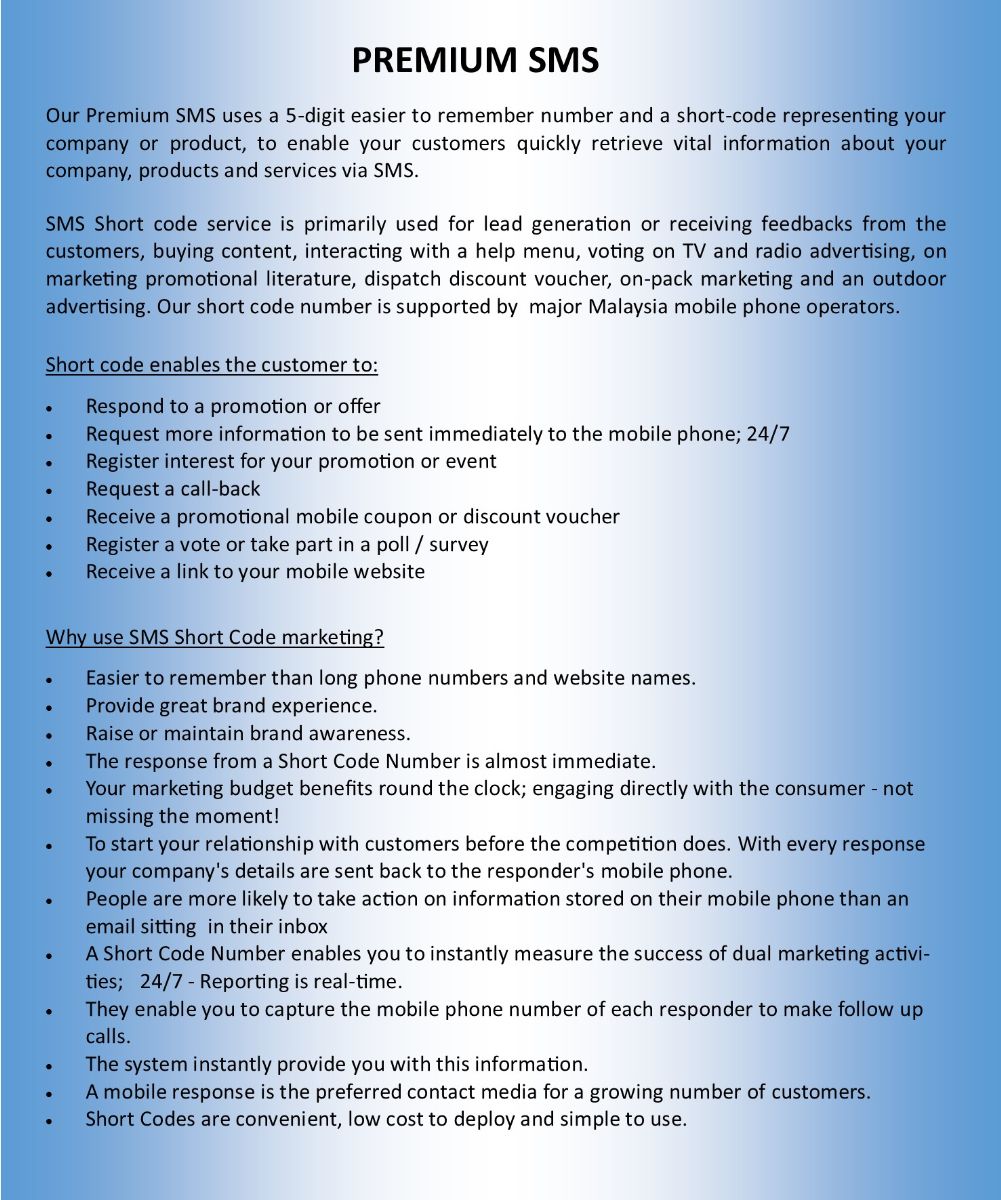 PREMIUM SMS
Our Premium SMS uses a 5-digit easier to remember number and a short-code representing your
company or product, to enable your customers quickly retrieve vital information about your
company, products and services via SMS.
SMS Short code service is primarily used for lead generation or receiving feedbacks from the
customers, buying content, interacting with a help menu, voting on TV and radio advertising, on
marketing promotional literature, dispatch discount voucher, on-pack marketing and an outdoor
advertising. Our short code number is supported by  major Malaysia mobile phone operators.
Short code enables the customer to:
• Respond to a promotion or offer
• Request more information to be sent immediately to the mobile phone; 24/7
• Register interest for your promotion or event
• Request a call-back
• Receive a promotional mobile coupon or discount voucher
• Register a vote or take part in a poll / survey
• Receive a link to your mobile website
Why use SMS Short Code marketing?
• Easier to remember than long phone numbers and website names.
• Provide great brand experience.
• Raise or maintain brand awareness.
• The response from a Short Code Number is almost immediate.
• Your marketing budget benefits round the clock; engaging directly with the consumer - not
missing the moment!
• To start your relationship with customers before the competition does. With every response
your company's details are sent back to the responder's mobile phone.
• People are more likely to take action on information stored on their mobile phone than an
email sitting  in their inbox
• A Short Code Number enables you to instantly measure the success of dual marketing activi-
ties;   24/7 - Reporting is real-time.
• They enable you to capture the mobile phone number of each responder to make follow up
calls.
• The system instantly provide you with this information.
• A mobile response is the preferred contact media for a growing number of customers.
• Short Codes are convenient, low cost to deploy and simple to use.